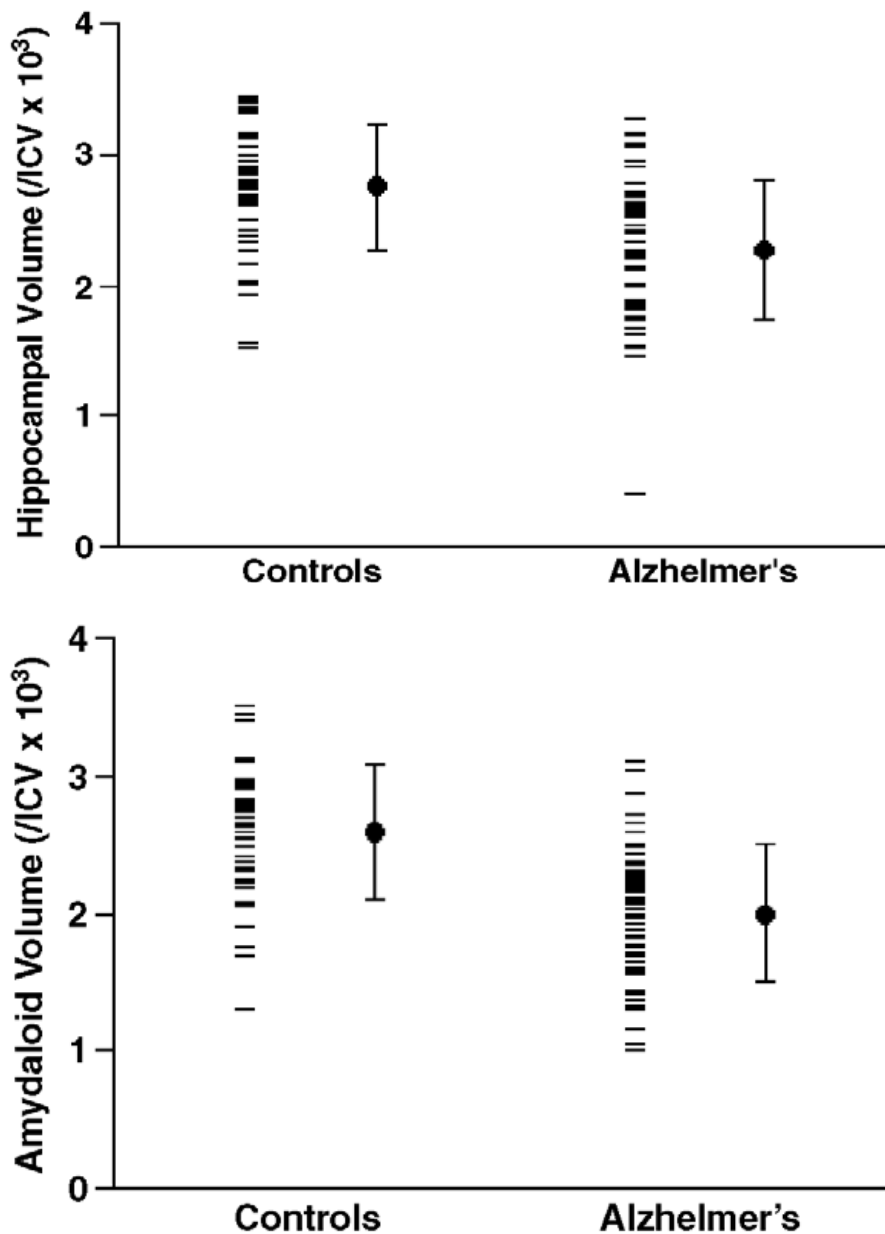 Hippocampal Volume (/ICV x 10³)
4
3
2
1
0
Controls Alzhelmer's
Amydaloid Volume (/ICV x 10³)
4
3
2
1
0
Controls Alzheimer’s